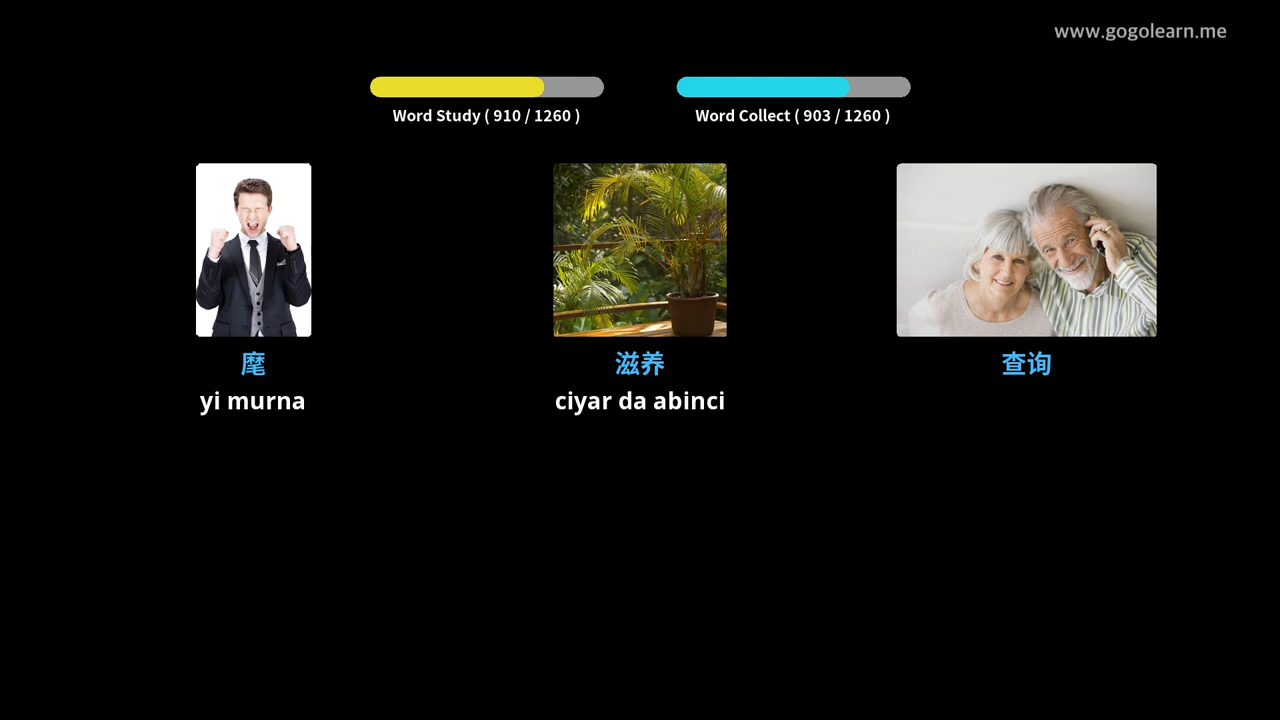 www.gogolearn.me
Word Study ( 910 / 1260 )
Word Collect ( 903 / 1260 )
滋养
查询
yi murna
ciyar da abinci